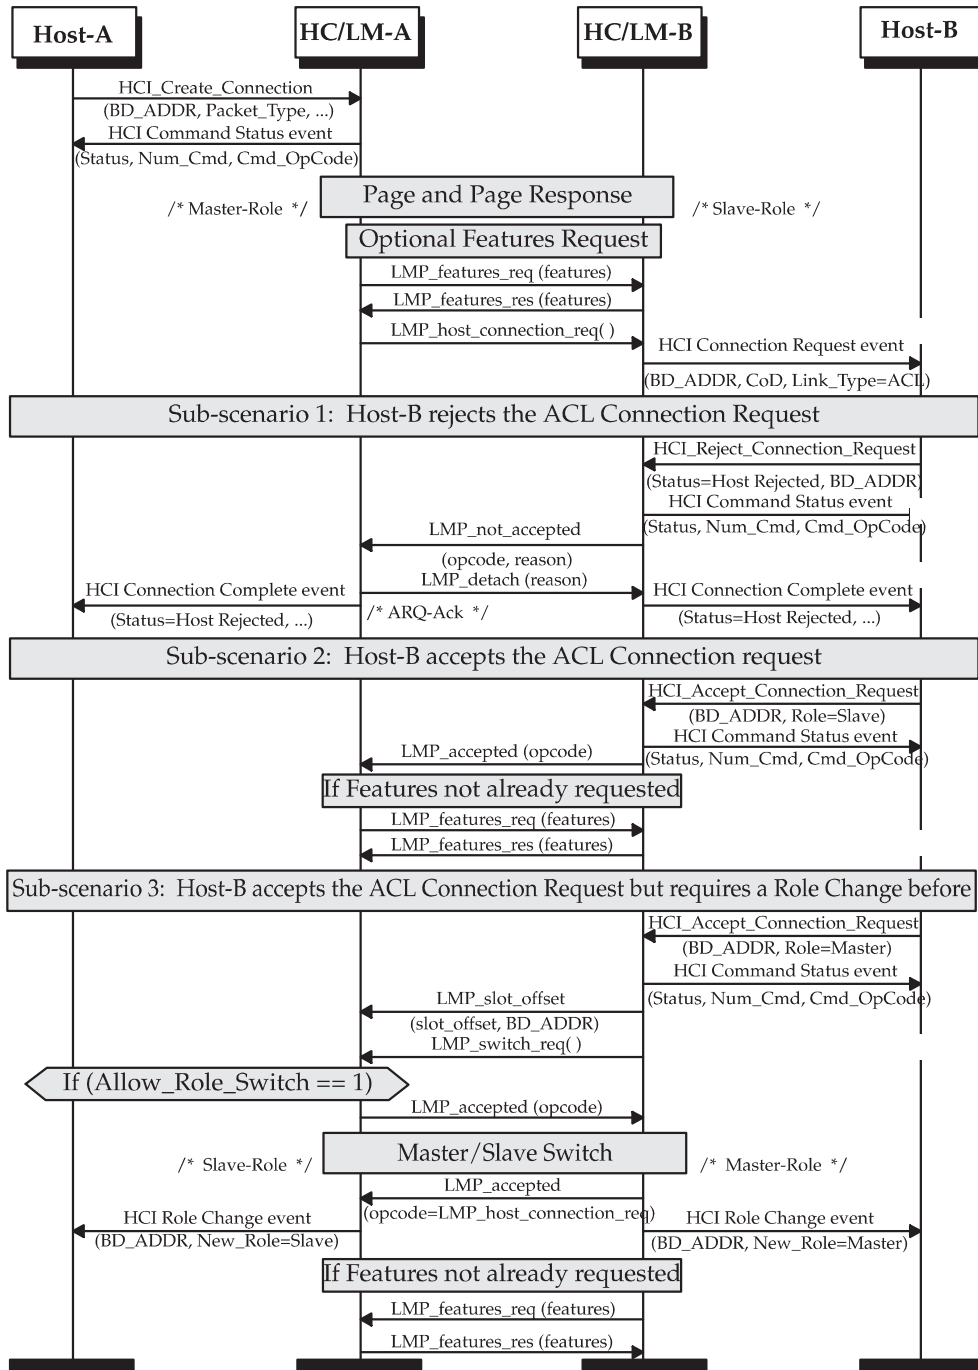 Host-A
HC/LM-A
HC/LM-B
Host-B
HCI_Create_Connection
(BD_ADDR, Packet_Type, ...)
HCI Command Status event
(Status, Num_Cmd, Cmd_OpCode)
Page and Page Response
/* Master-Role */
/* Slave-Role */
Optional Features Request
LMP_features_req (features)
LMP_features_res (features)
LMP_host_connection_req( )
HCI Connection Request event
(BD_ADDR, CoD, Link_Type=ACL)
Sub-scenario 1: Host-B rejects the ACL Connection Request
HCI_Reject_Connection_Request
(Status=Host Rejected, BD_ADDR)
HCI Command Status event
(Status, Num_Cmd, Cmd_OpCode)
LMP_not_accepted
(opcode, reason)
LMP_detach (reason)
HCI Connection Complete event
(Status=Host Rejected, ...)
/* ARQ-Ack */
HCI Connection Complete event
(Status=Host Rejected, ...)
Sub-scenario 2: Host-B accepts the ACL Connection request
HCI_Accept_Connection_Request
(BD_ADDR, Role=Slave)
HCI Command Status event
(Status, Num_Cmd, Cmd_OpCode)
LMP_accepted (opcode)
If Features not already requested
LMP_features_req (features)
LMP_features_res (features)
Sub-scenario 3: Host-B accepts the ACL Connection Request but requires a Role Change before
HCI_Accept_Connection_Request
(BD_ADDR, Role=Master)
HCI Command Status event
(Status, Num_Cmd, Cmd_OpCode)
LMP_slot_offset
(slot_offset, BD_ADDR)
LMP_switch_req( )
If (Allow_Role_Switch == 1)
LMP_accepted (opcode)
Master/Slave Switch
/* Slave-Role */
/* Master-Role */
LMP_accepted
(opcode=LMP_host_connection_req)
HCI Role Change event
(BD_ADDR, New_Role=Slave)
HCI Role Change event
(BD_ADDR, New_Role=Master)
If Features not already requested
LMP_features_req (features)
LMP_features_res (features)